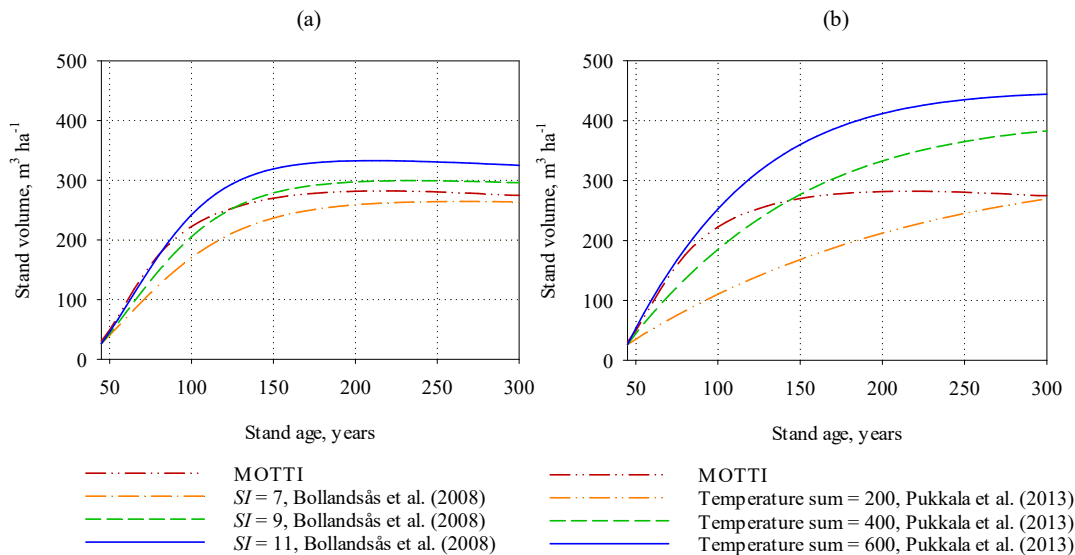 (a)
500
400
300
200
100
0
Stand volume, m³ ha⁻¹
50 100 150 200 250 300
Stand age, years
MOTTI
SI = 7, Bollandsås et al. (2008)
SI = 9, Bollandsås et al. (2008)
SI = 11, Bollandsås et al. (2008)
(b)
500
400
300
200
100
0
Stand volume, m³ ha⁻¹
50 100 150 200 250 300
Stand age, years
MOTTI
Temperature sum = 200, Pukkala et al. (2013)
Temperature sum = 400, Pukkala et al. (2013)
Temperature sum = 600, Pukkala et al. (2013)